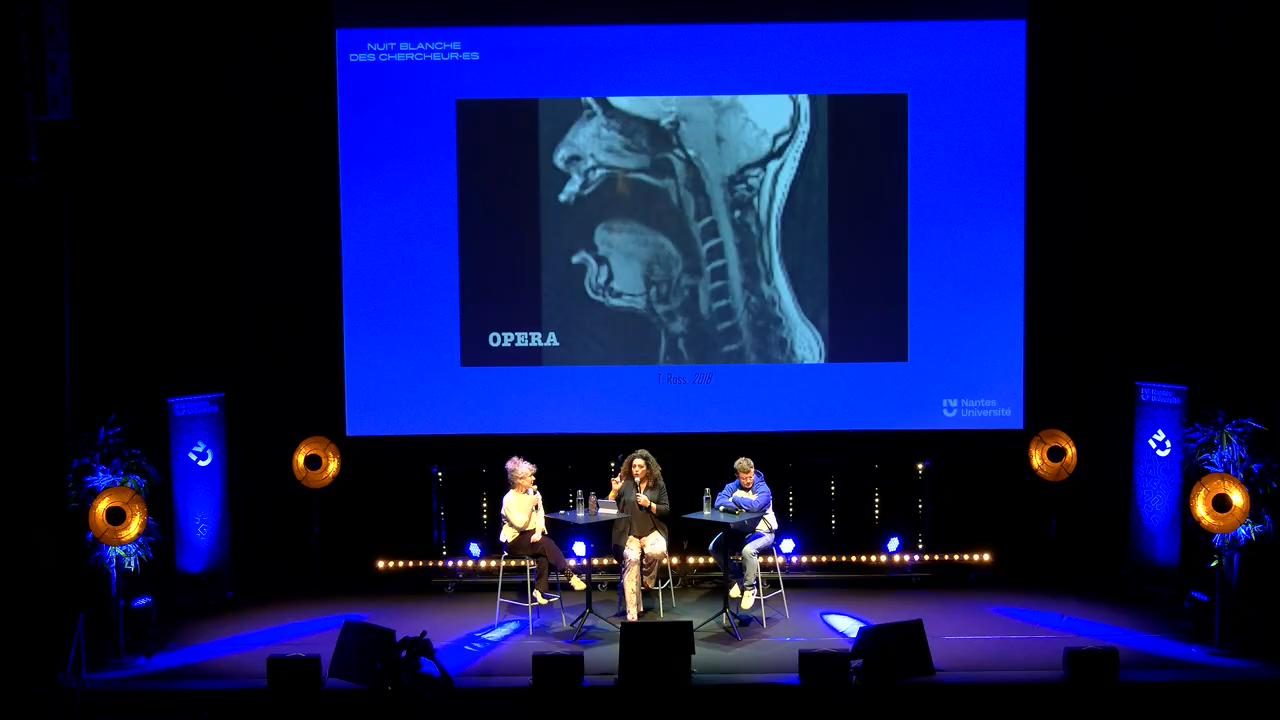 NUIT BLANCHE
DES CHERCHEUR·ES
OPERA
T. Ross, 2018
Nantes
Université